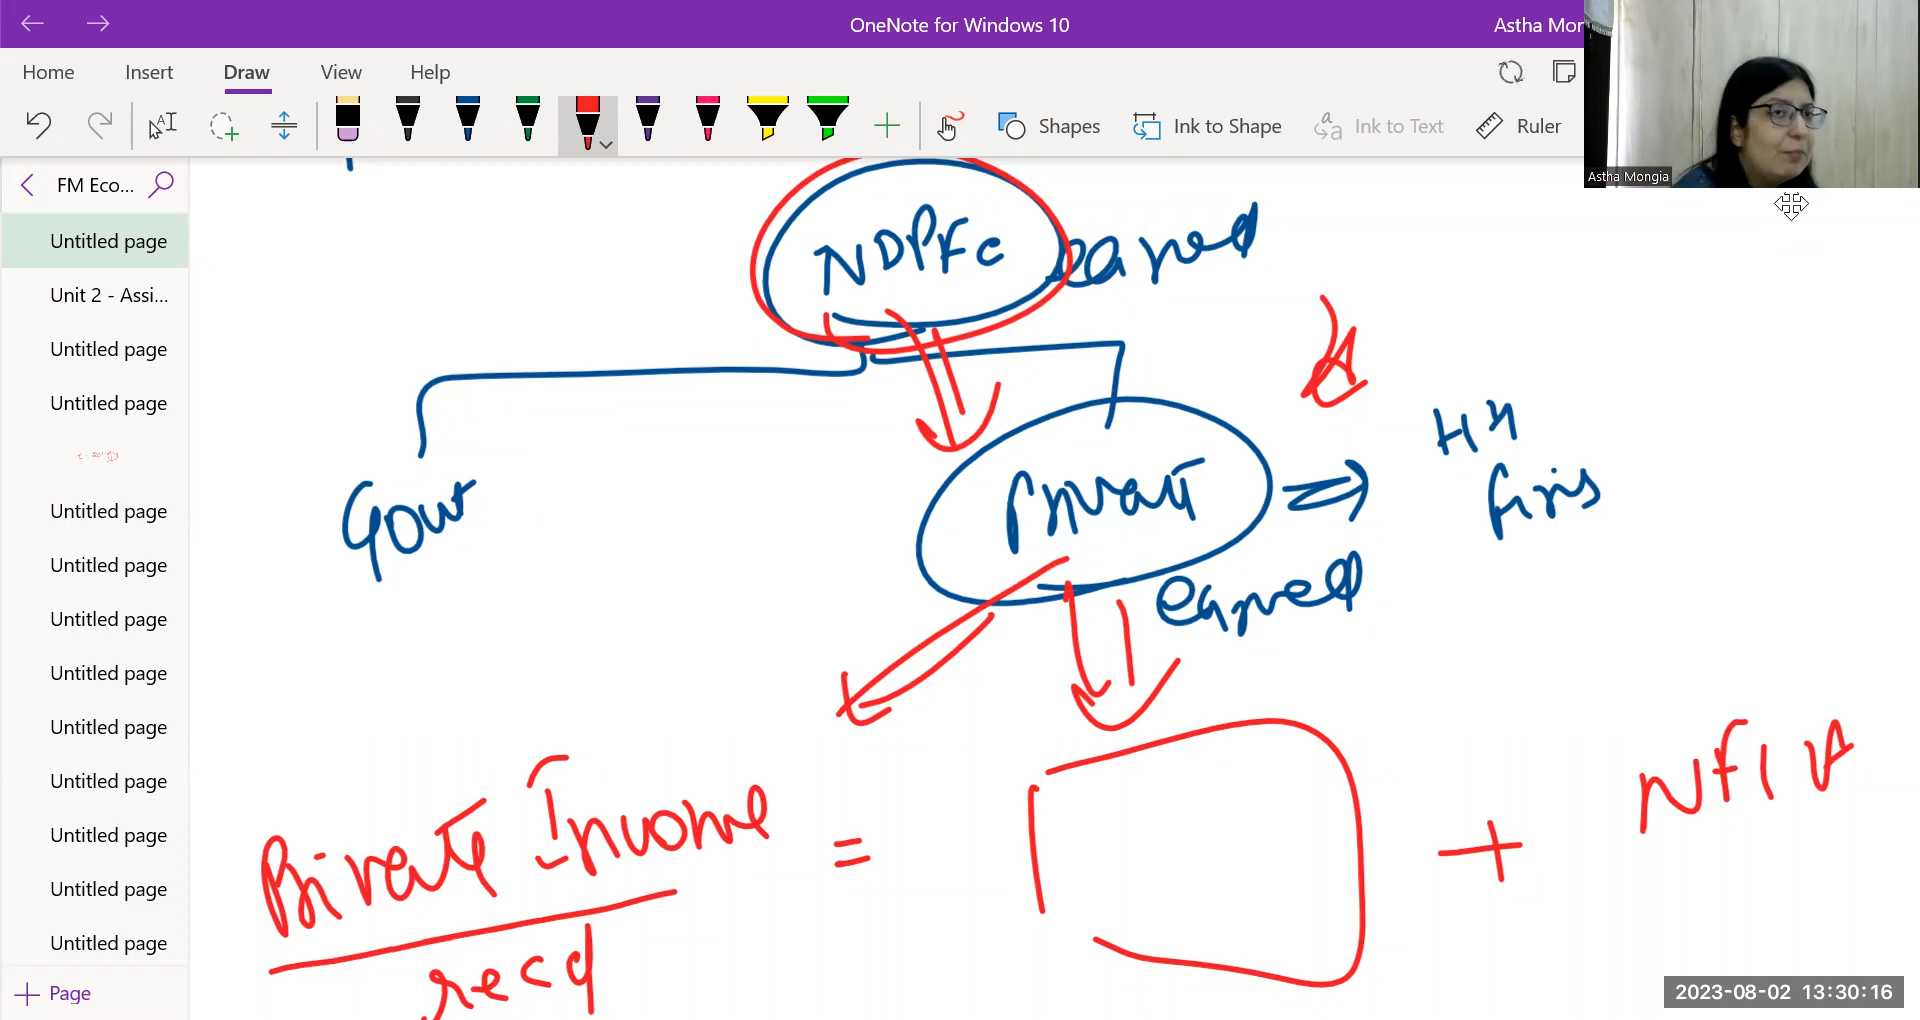 OneNote for Windows 10
Astha Mon
Home Insert Draw View Help
Shapes Ink to Shape Ink to Text Ruler
Astha Mongia
FM Eco...
Untitled page
Unit 2 - Assi...
Untitled page
Untitled page
Untitled page
Untitled page
Untitled page
Untitled page
Untitled page
Untitled page
Untitled page
Untitled page
Untitled page
Page
NDPFc earned
Govt
Private
HH
firms
earned
Private Income = + NFIA
recd
2023-08-02 13:30:16